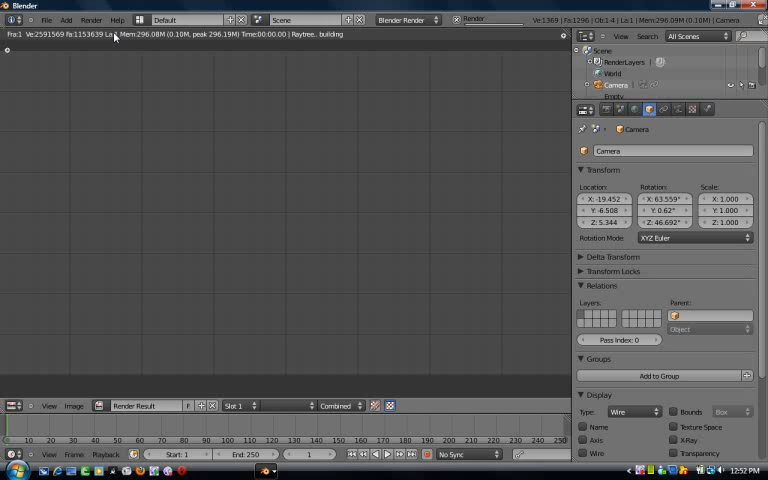 Blender
File Add Render Help Default Scene Blender Render Render Ve:1369 | Fa:1296 | Ob:1-4 | La:1 | Mem:296.09M (0.10M) | Camera
Fra:1 Ve:2591569 Fa:1153639 La:1 Mem:296.08M (0.10M, peak 296.19M) Time:00:00.00 | Raytree.. building
View Search All Scenes
Scene
RenderLayers
World
Camera
Empty
Camera
Camera
Transform
Location: Rotation: Scale:
X: -19.452 X: 63.559° X: 1.000
Y: -6.508 Y: 0.62° Y: 1.000
Z: 5.344 Z: 46.692° Z: 1.000
Rotation Mode: XYZ Euler
Delta Transform
Transform Locks
Relations
Layers: Parent:
Object
Pass Index: 0
Groups
Add to Group
Display
Type: Wire Bounds Box
Name Texture Space
Axis X-Ray
Wire Transparency
View Image Render Result F Slot 1 Combined
0 10 20 30 40 50 60 70 80 90 100 110 120 130 140 150 160 170 180 190 200 210 220 230 240 250
View Frame Playback Start: 1 End: 250 1 No Sync
12:52 PM